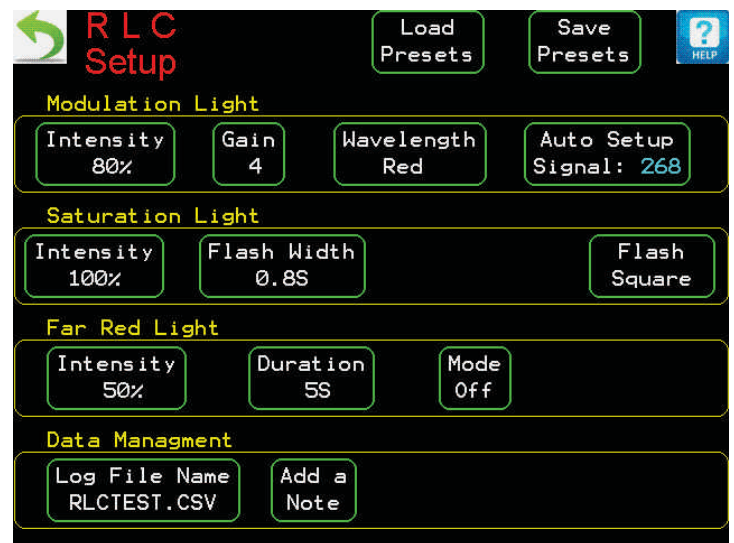 R L C
Setup
Load
Presets
Save
Presets
?
HELP
Modulation Light
Intensity
80%
Gain
4
Wavelength
Red
Auto Setup
Signal: 268
Saturation Light
Intensity
100%
Flash Width
0.8S
Flash
Square
Far Red Light
Intensity
50%
Duration
5S
Mode
Off
Data Managment
Log File Name
RLCTEST.CSV
Add a
Note